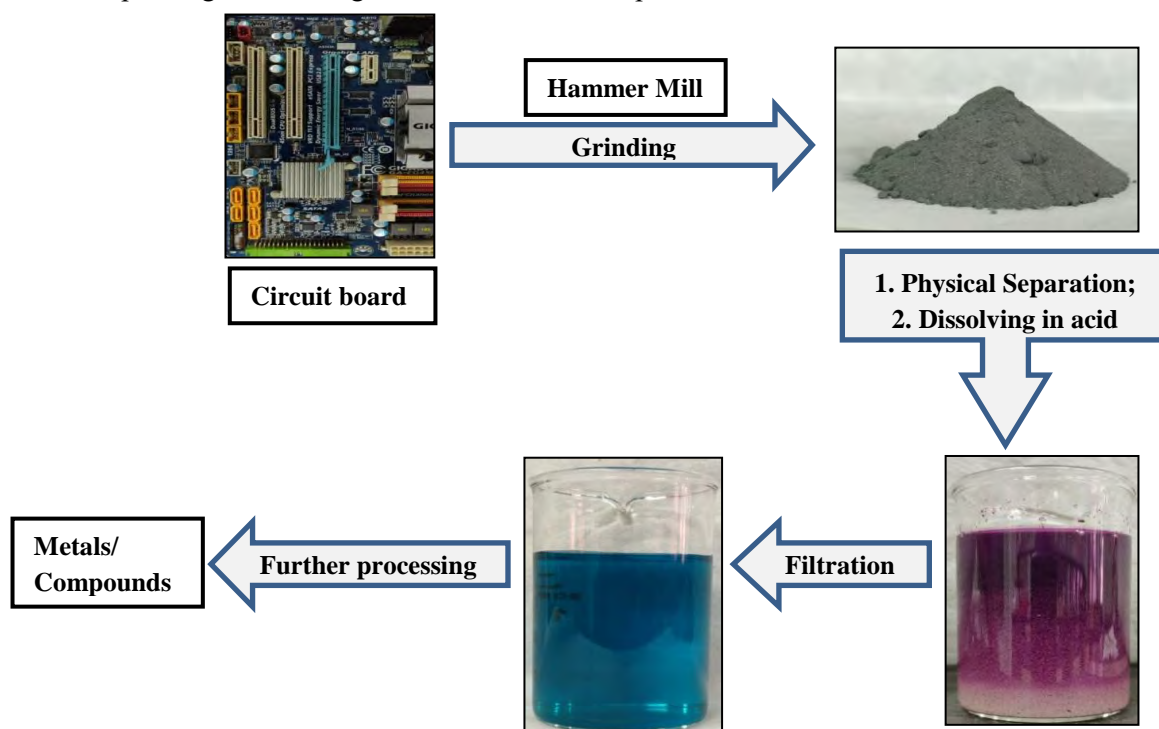 Hammer Mill
Grinding
Circuit board
1. Physical Separation;
2. Dissolving in acid
Filtration
Further processing
Metals/
Compounds